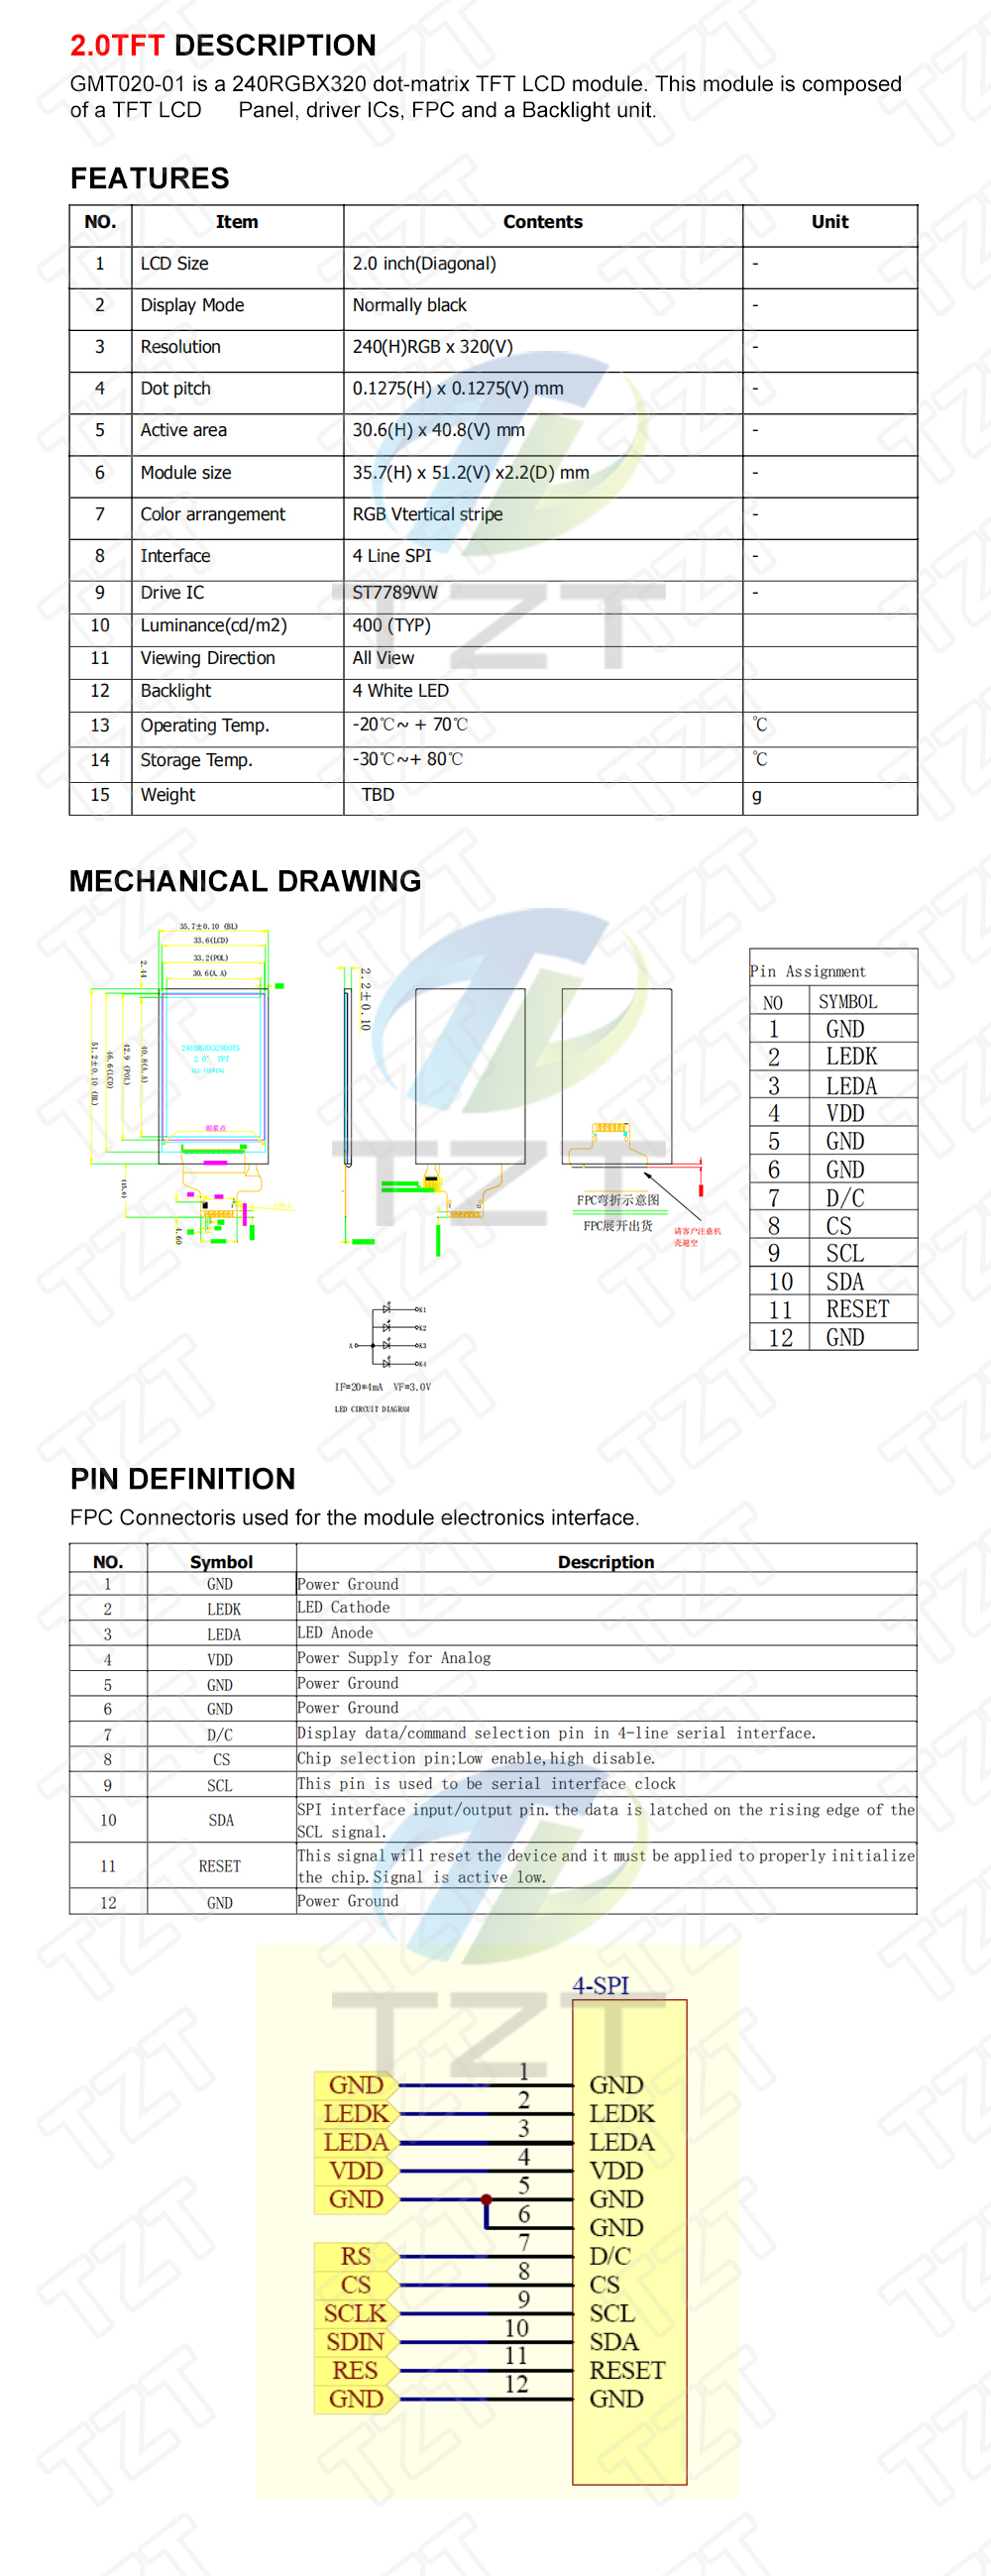 2.0TFT DESCRIPTION
GMT020-01 is a 240RGBX320 dot-matrix TFT LCD module. This module is composed
of a TFT LCD Panel, driver ICs, FPC and a Backlight unit.
FEATURES
NO. Item Contents Unit
1 LCD Size 2.0 inch(Diagonal) -
2 Display Mode Normally black -
3 Resolution 240(H)RGB x 320(V) -
4 Dot pitch 0.1275(H) x 0.1275(V) mm -
5 Active area 30.6(H) x 40.8(V) mm -
6 Module size 35.7(H) x 51.2(V) x2.2(D) mm -
7 Color arrangement RGB Vtertical stripe -
8 Interface 4 Line SPI -
9 Drive IC ST7789VW -
10 Luminance(cd/m2) 400 (TYP)
11 Viewing Direction All View
12 Backlight 4 White LED
13 Operating Temp. -20℃~ + 70℃ ℃
14 Storage Temp. -30℃~+ 80℃ ℃
15 Weight TBD g
TZT
MECHANICAL DRAWING
35.7±0.10 (BL)
33.6(LCD)
33.2(POL)
30.6(A.A)
2.44
51.2±0.10 (BL)
46.6(LCD)
42.9 (POL)
40.8(A.A)
240XRGBX320DOTS
2.0" TFT
ALL VIEWING
银浆点
(15.6)
4.60
2.2±0.10
FPC弯折示意图
FPC展开出货
请客户注意机
壳避空
A
K1
K2
K3
K4
IF=20*4mA VF=3.0V
LED CIRCUIT DIAGRAM
Pin Assignment
NO SYMBOL
1 GND
2 LEDK
3 LEDA
4 VDD
5 GND
6 GND
7 D/C
8 CS
9 SCL
10 SDA
11 RESET
12 GND
TZT
PIN DEFINITION
FPC Connectoris used for the module electronics interface.
NO. Symbol Description
1 GND Power Ground
2 LEDK LED Cathode
3 LEDA LED Anode
4 VDD Power Supply for Analog
5 GND Power Ground
6 GND Power Ground
7 D/C Display data/command selection pin in 4-line serial interface.
8 CS Chip selection pin;Low enable,high disable.
9 SCL This pin is used to be serial interface clock
10 SDA SPI interface input/output pin.the data is latched on the rising edge of the
SCL signal.
11 RESET This signal will reset the device and it must be applied to properly initialize
the chip.Signal is active low.
12 GND Power Ground
TZT
4-SPI
GND 1 GND
LEDK 2 LEDK
LEDA 3 LEDA
VDD 4 VDD
GND 5 GND
6 GND
RS 7 D/C
CS 8 CS
SCLK 9 SCL
SDIN 10 SDA
RES 11 RESET
GND 12 GND